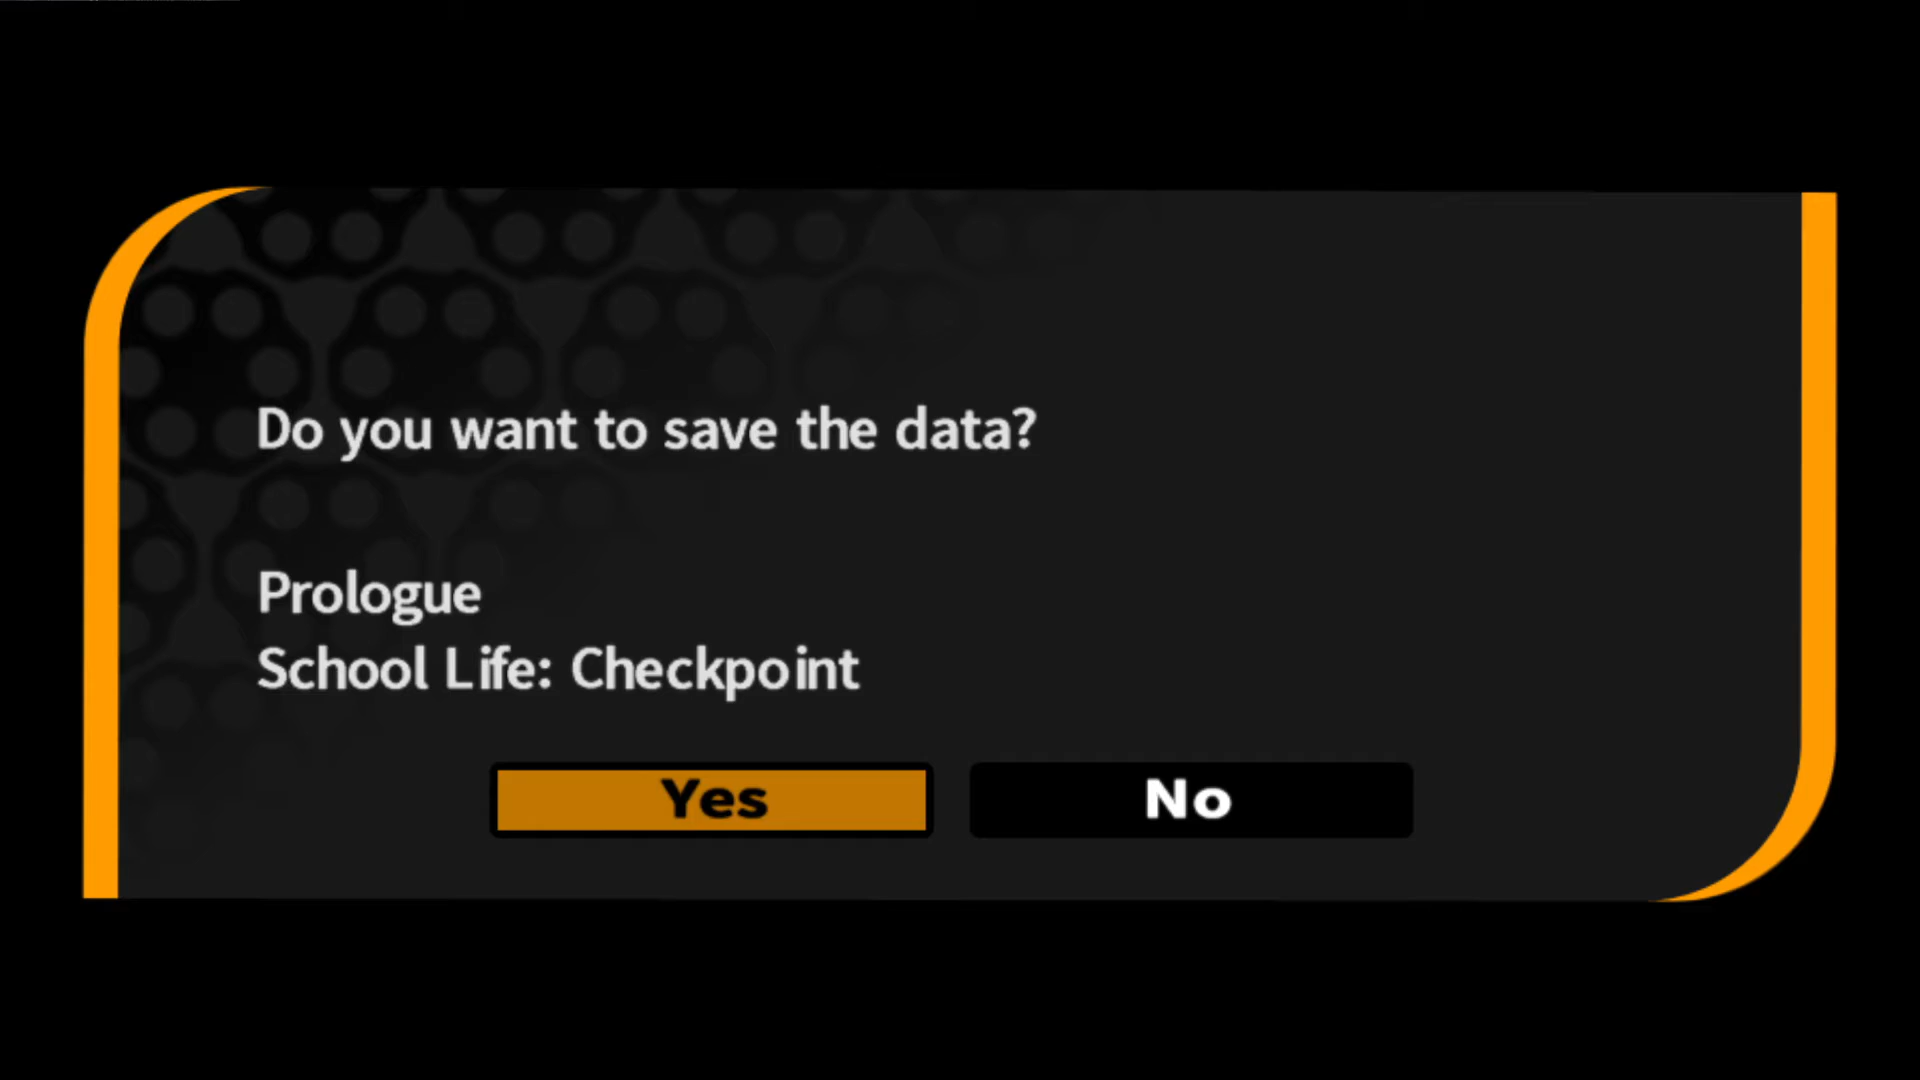 Do you want to save the data?
Prologue
School Life: Checkpoint
Yes
No